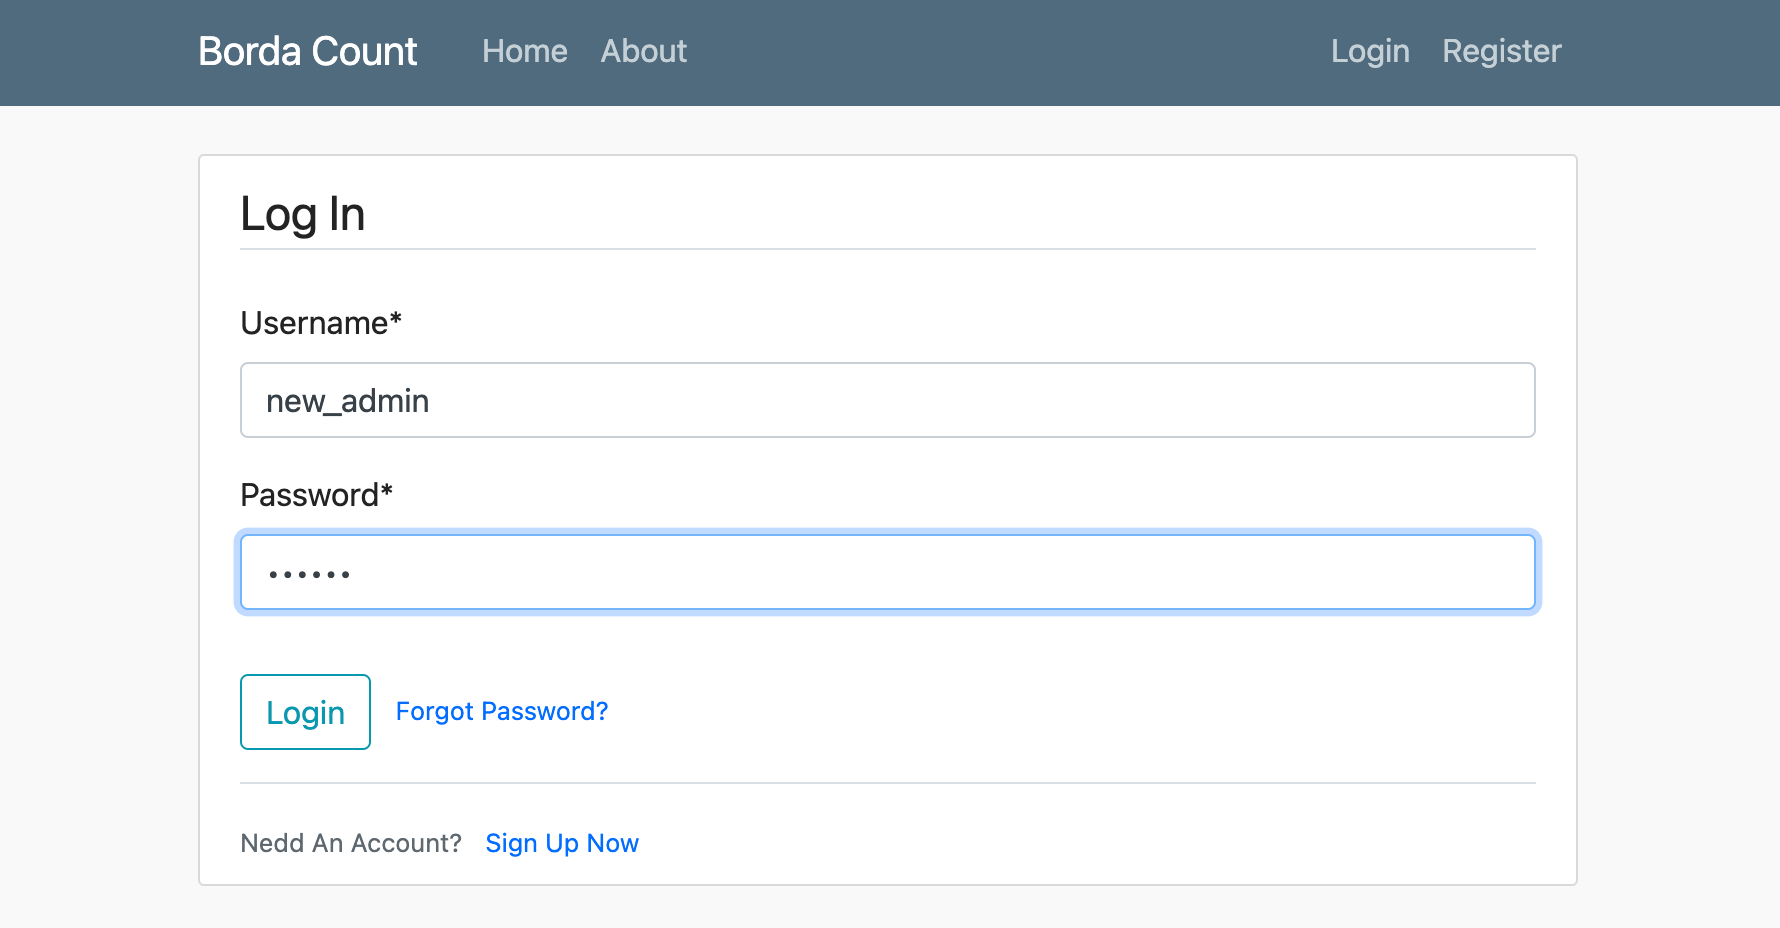 Borda Count Home About Login Register
Log In
Username*
new_admin
Password*
••••••
Login Forgot Password?
Nedd An Account? Sign Up Now